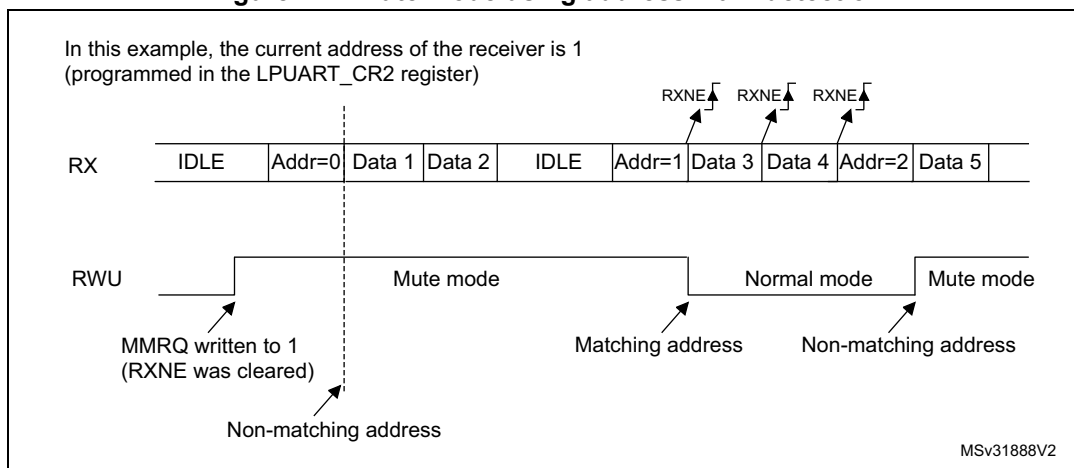 In this example, the current address of the receiver is 1
(programmed in the LPUART_CR2 register)
RXNE RXNE RXNE
RX IDLE Addr=0 Data 1 Data 2 IDLE Addr=1 Data 3 Data 4 Addr=2 Data 5
RWU Mute mode Normal mode Mute mode
MMRQ written to 1
(RXNE was cleared)
Matching address Non-matching address
Non-matching address
MSv31888V2